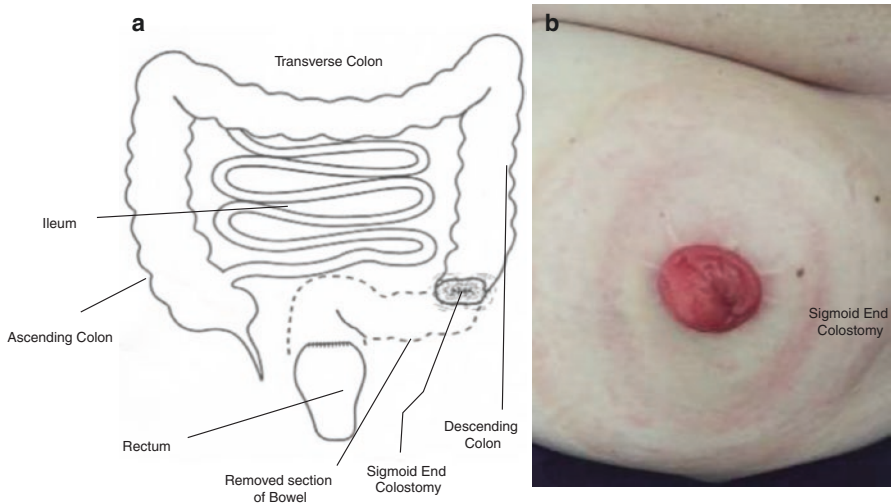 a
Transverse Colon
Ileum
Ascending Colon
Rectum
Removed section
of Bowel
Sigmoid End
Colostomy
Descending
Colon
b
Sigmoid End
Colostomy